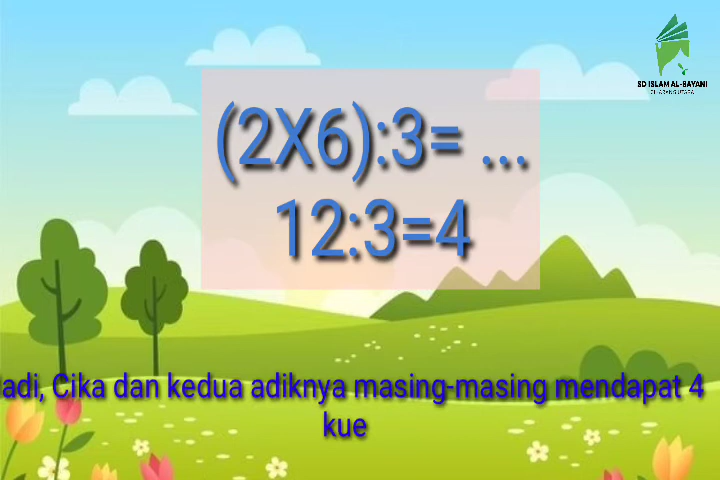 SD ISLAM AL-BAYANI
(2X6):3= ...
12:3=4
adi, Cika dan kedua adiknya masing-masing mendapat 4
kue